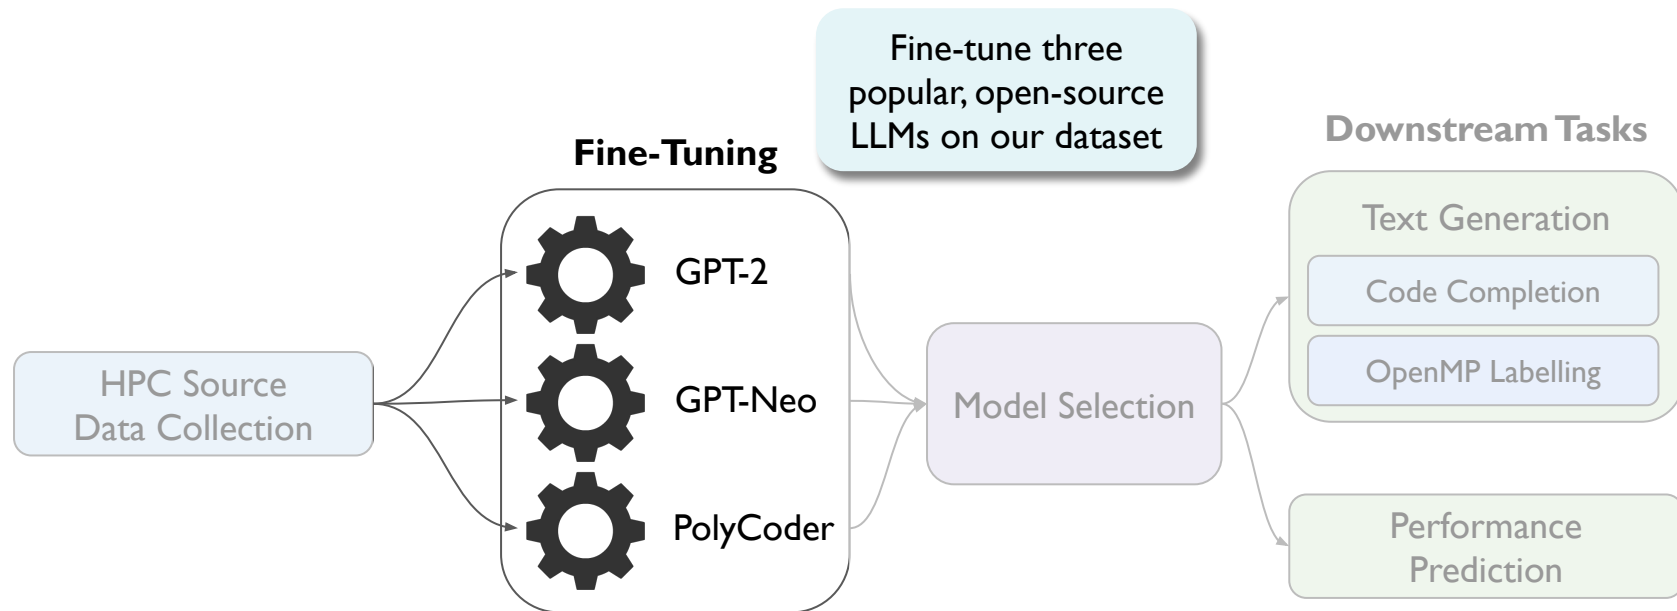 Fine-tune three
popular, open-source
LLMs on our dataset
Fine-Tuning
Downstream Tasks
GPT-2
GPT-Neo
PolyCoder
HPC Source
Data Collection
Model Selection
Text Generation
Code Completion
OpenMP Labelling
Performance
Prediction